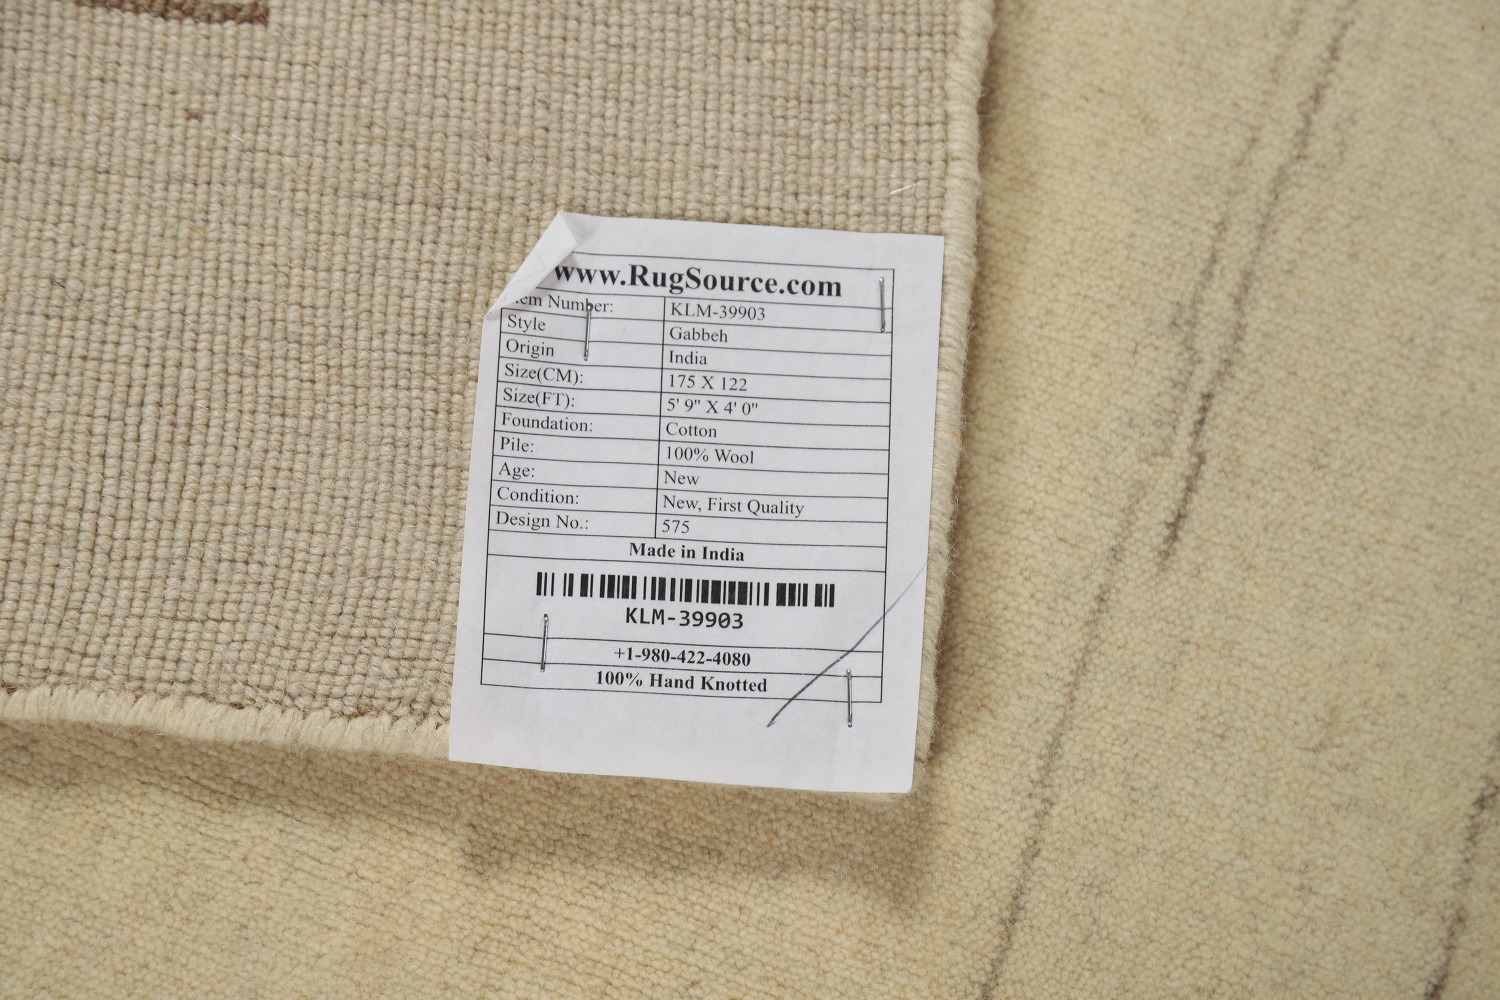 www.RugSource.com
Item Number: KLM-39903
Style Gabbeh
Origin India
Size(CM): 175 X 122
Size(FT): 5' 9" X 4' 0"
Foundation: Cotton
Pile: 100% Wool
Age: New
Condition: New, First Quality
Design No.: 575
Made in India
KLM-39903
+1-980-422-4080
100% Hand Knotted